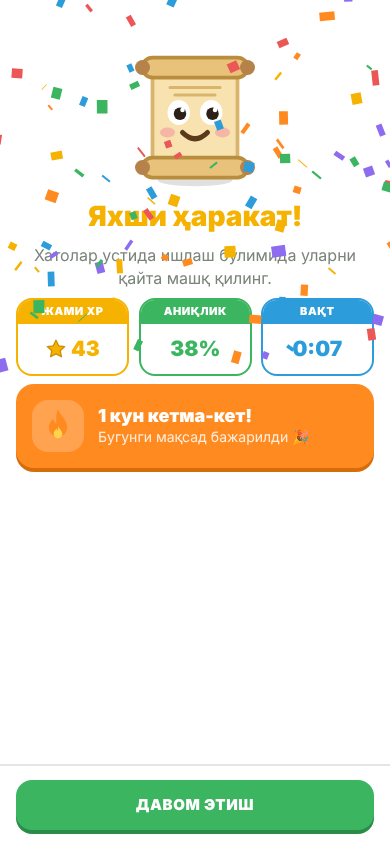 Яхши ҳаракат!
Хатолар устида ишлаш бўлимида уларни
қайта машқ қилинг.
ЖАМИ XP
АНИҚЛИК
ВАҚТ
43
38%
0:07
1 кун кетма-кет!
Бугунги мақсад бажарилди 🎉
ДАВОМ ЭТИШ